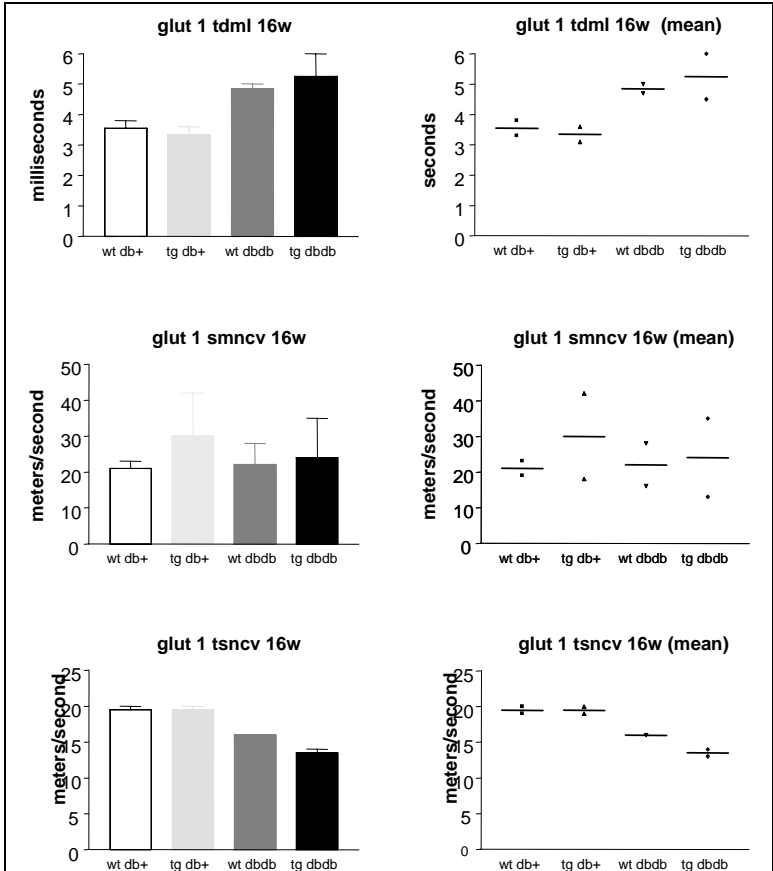 glut 1 tdml 16w
milliseconds
6
5
4
3
2
1
0
wt db+ tg db+ wt dbdb tg dbdb
glut 1 tdml 16w (mean)
seconds
6
5
4
3
2
1
0
wt db+ tg db+ wt dbdb tg dbdb
glut 1 smncv 16w
meters/second
50
40
30
20
10
0
wt db+ tg db+ wt dbdb tg dbdb
glut 1 smncv 16w (mean)
meters/second
50
40
30
20
10
0
wt db+ tg db+ wt dbdb tg dbdb
glut 1 tsncv 16w
meters/second
25
20
15
10
5
0
wt db+ tg db+ wt dbdb tg dbdb
glut 1 tsncv 16w (mean)
meters/second
25
20
15
10
5
0
wt db+ tg db+ wt dbdb tg dbdb